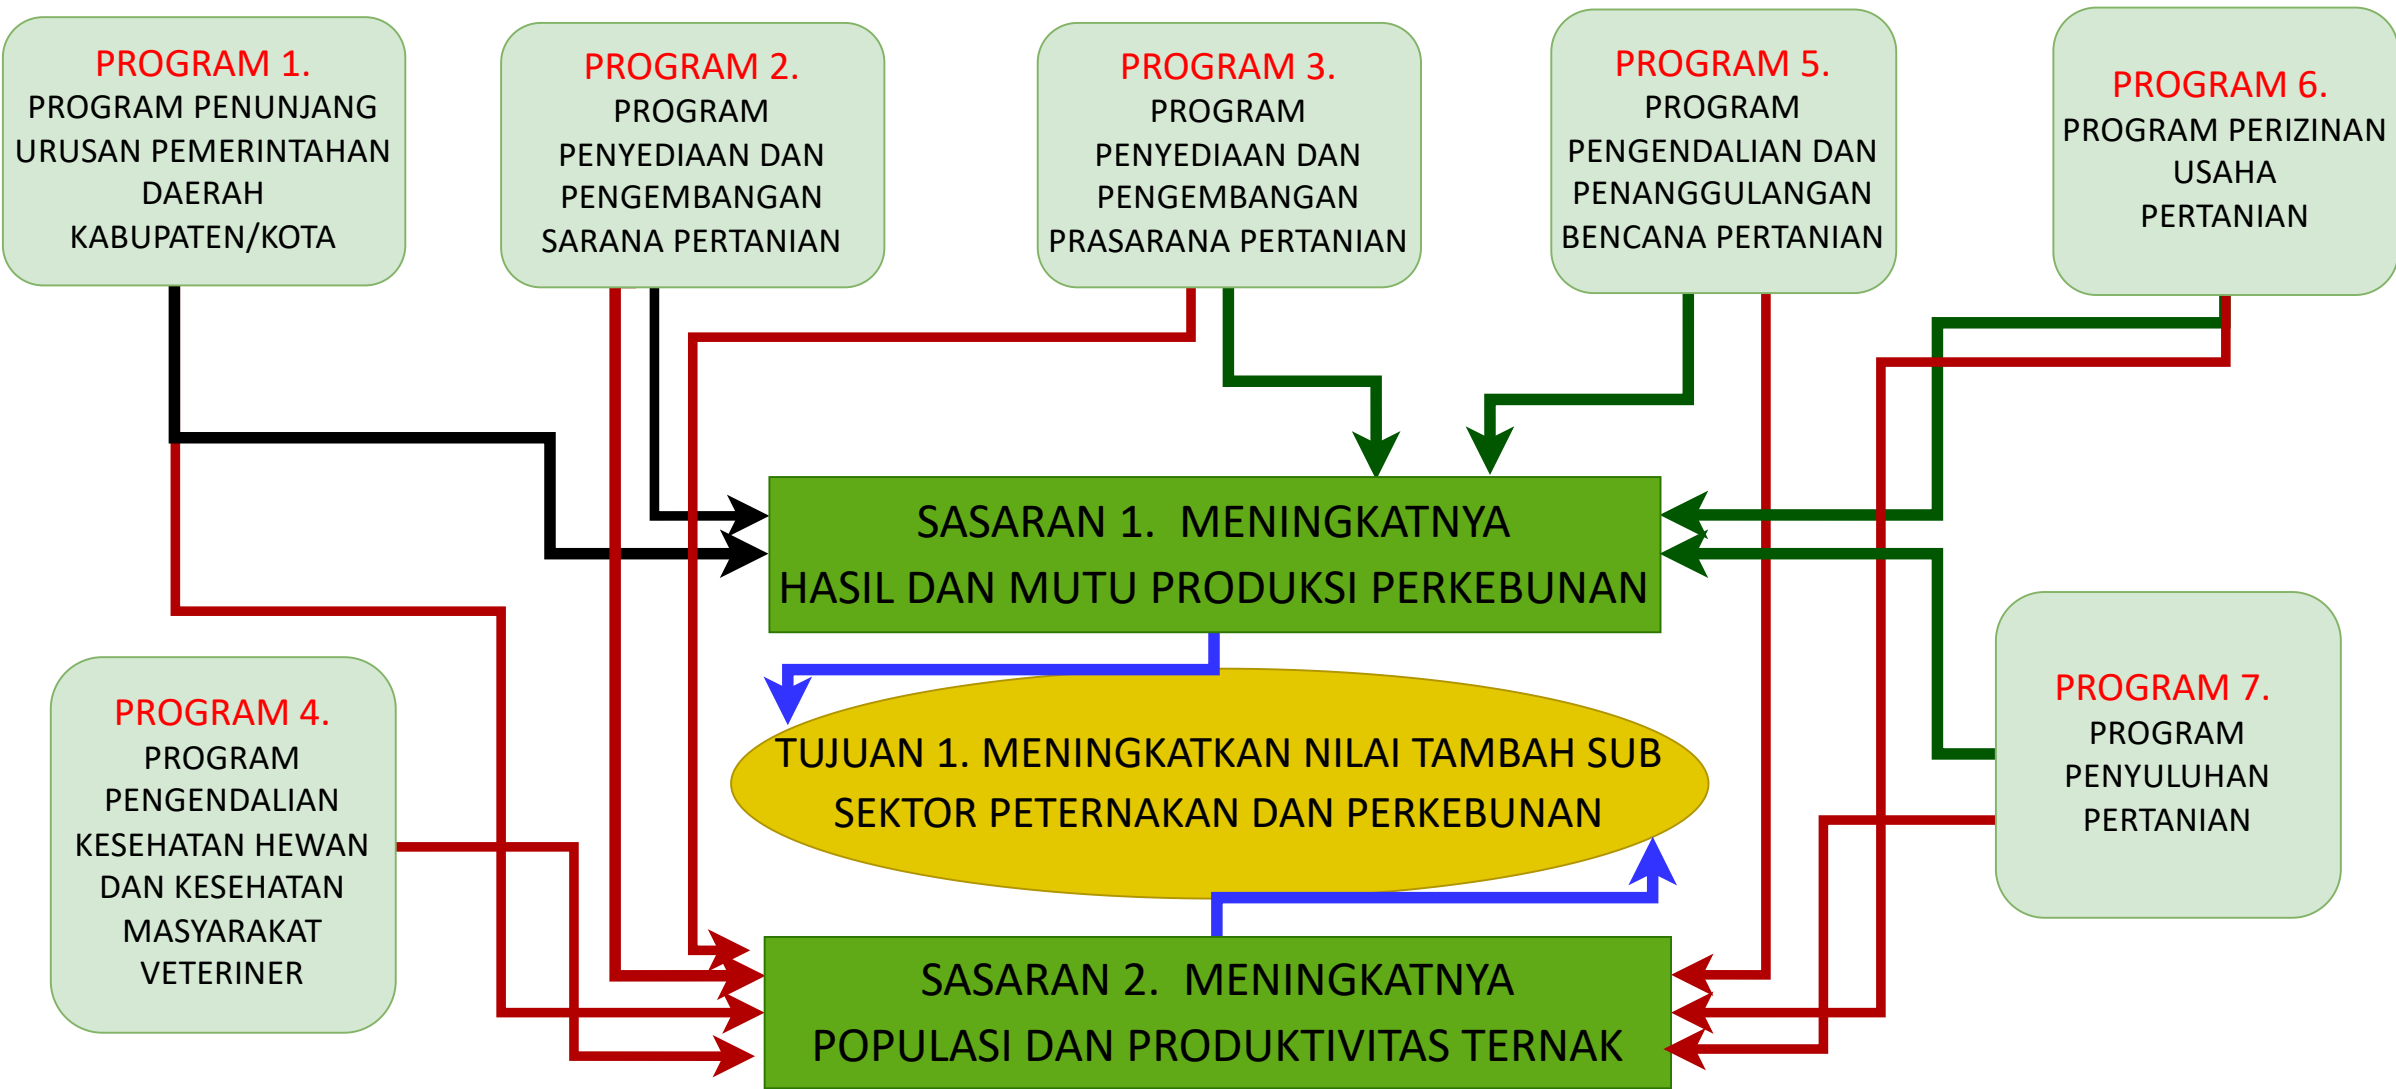 PROGRAM 1.
PROGRAM PENUNJANG
URUSAN PEMERINTAHAN
DAERAH
KABUPATEN/KOTA
PROGRAM 2.
PROGRAM
PENYEDIAAN DAN
PENGEMBANGAN
SARANA PERTANIAN
PROGRAM 3.
PROGRAM
PENYEDIAAN DAN
PENGEMBANGAN
PRASARANA PERTANIAN
PROGRAM 5.
PROGRAM
PENGENDALIAN DAN
PENANGGULANGAN
BENCANA PERTANIAN
PROGRAM 6.
PROGRAM PERIZINAN
USAHA
PERTANIAN
SASARAN 1. MENINGKATNYA
HASIL DAN MUTU PRODUKSI PERKEBUNAN
PROGRAM 4.
PROGRAM
PENGENDALIAN
KESEHATAN HEWAN
DAN KESEHATAN
MASYARAKAT
VETERINER
TUJUAN 1. MENINGKATKAN NILAI TAMBAH SUB
SEKTOR PETERNAKAN DAN PERKEBUNAN
PROGRAM 7.
PROGRAM
PENYULUHAN
PERTANIAN
SASARAN 2. MENINGKATNYA
POPULASI DAN PRODUKTIVITAS TERNAK